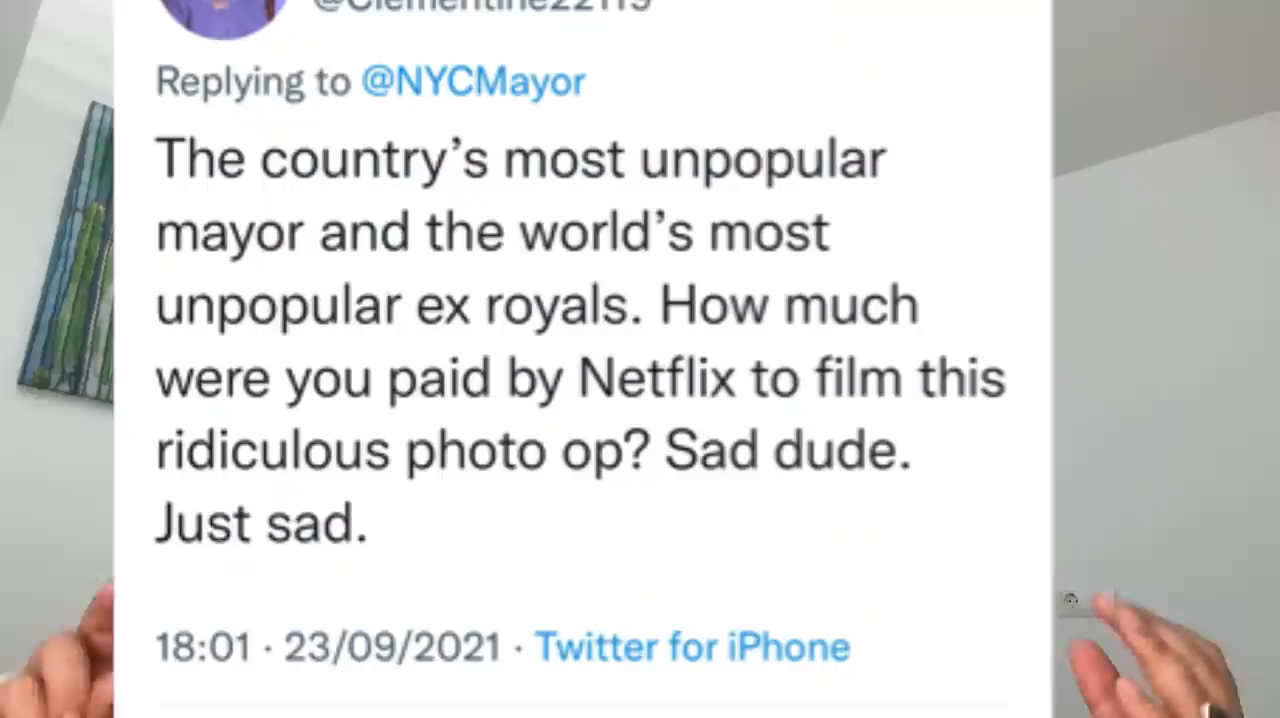 @Clementine22119
Replying to @NYCMayor
The country’s most unpopular
mayor and the world’s most
unpopular ex royals. How much
were you paid by Netflix to film this
ridiculous photo op? Sad dude.
Just sad.
18:01 · 23/09/2021 · Twitter for iPhone